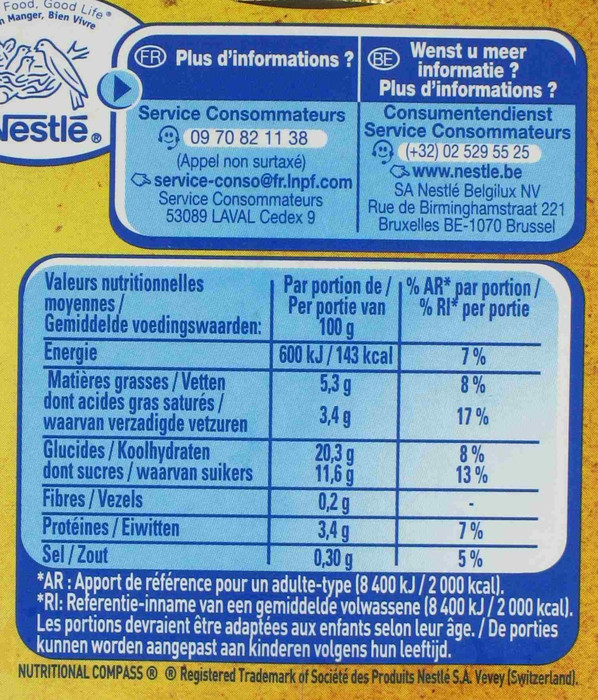 Food, Good Life®
Manger, Bien Vivre
Nestlé®
FR Plus d'informations ?
Service Consommateurs
09 70 82 11 38
(Appel non surtaxé)
service-conso@fr.lnpf.com
Service Consommateurs
53089 LAVAL Cedex 9
BE Wenst u meer
informatie ?
Plus d'informations ?
Consumentendienst
Service Consommateurs
(+32) 02 529 55 25
www.nestle.be
SA Nestlé Belgilux NV
Rue de Birminghamstraat 221
Bruxelles BE-1070 Brussel
Valeurs nutritionnelles
moyennes /
Gemiddelde voedingswaarden:
Par portion de /
Per portie van
100 g
% AR* par portion /
% RI* per portie
Energie 600 kJ / 143 kcal 7 %
Matières grasses / Vetten 5,3 g 8 %
dont acides gras saturés /
waarvan verzadigde vetzuren 3,4 g 17 %
Glucides / Koolhydraten 20,3 g 8 %
dont sucres / waarvan suikers 11,6 g 13 %
Fibres / Vezels 0,2 g -
Protéines / Eiwitten 3,4 g 7 %
Sel / Zout 0,30 g 5 %
*AR : Apport de référence pour un adulte-type (8 400 kJ / 2 000 kcal).
*RI: Referentie-inname van een gemiddelde volwassene (8 400 kJ / 2 000 kcal).
Les portions devraient être adaptées aux enfants selon leur âge. / De porties
kunnen worden aangepast aan kinderen volgens hun leeftijd.
NUTRITIONAL COMPASS ® ® Registered Trademark of Société des Produits Nestlé S.A. Vevey (Switzerland).